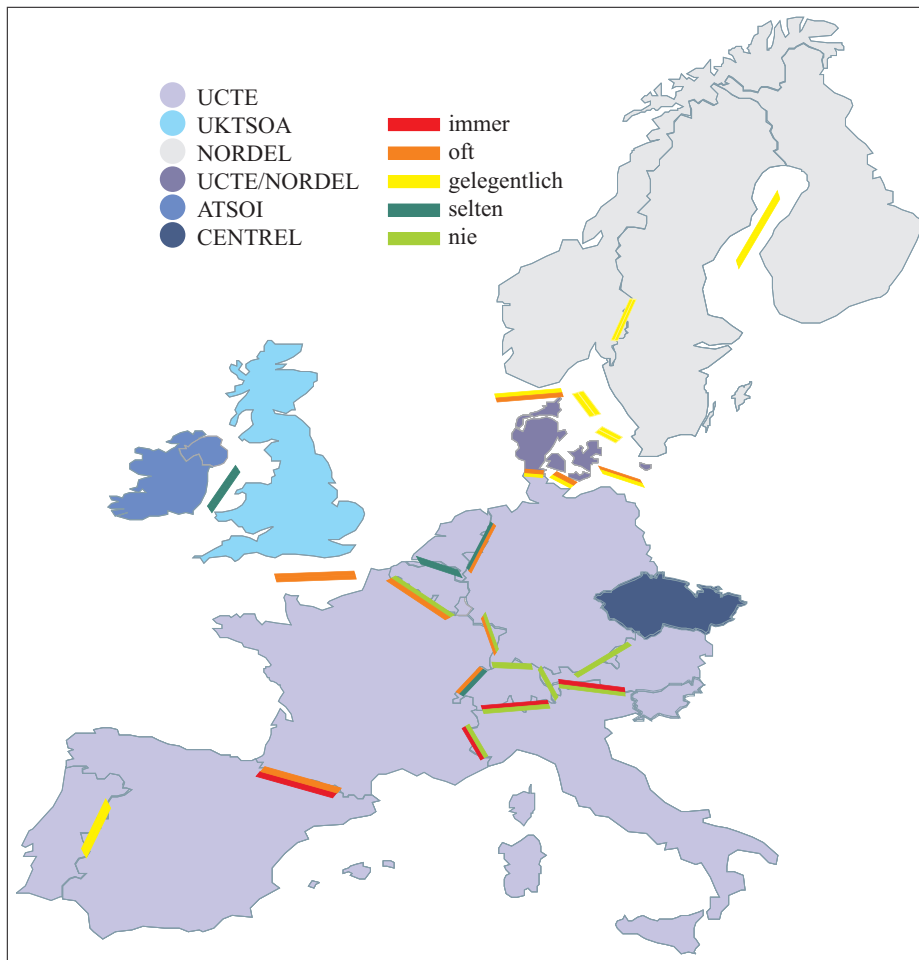 UCTE
UKTSOA
NORDEL
UCTE/NORDEL
ATSOI
CENTREL
immer
oft
gelegentlich
selten
nie